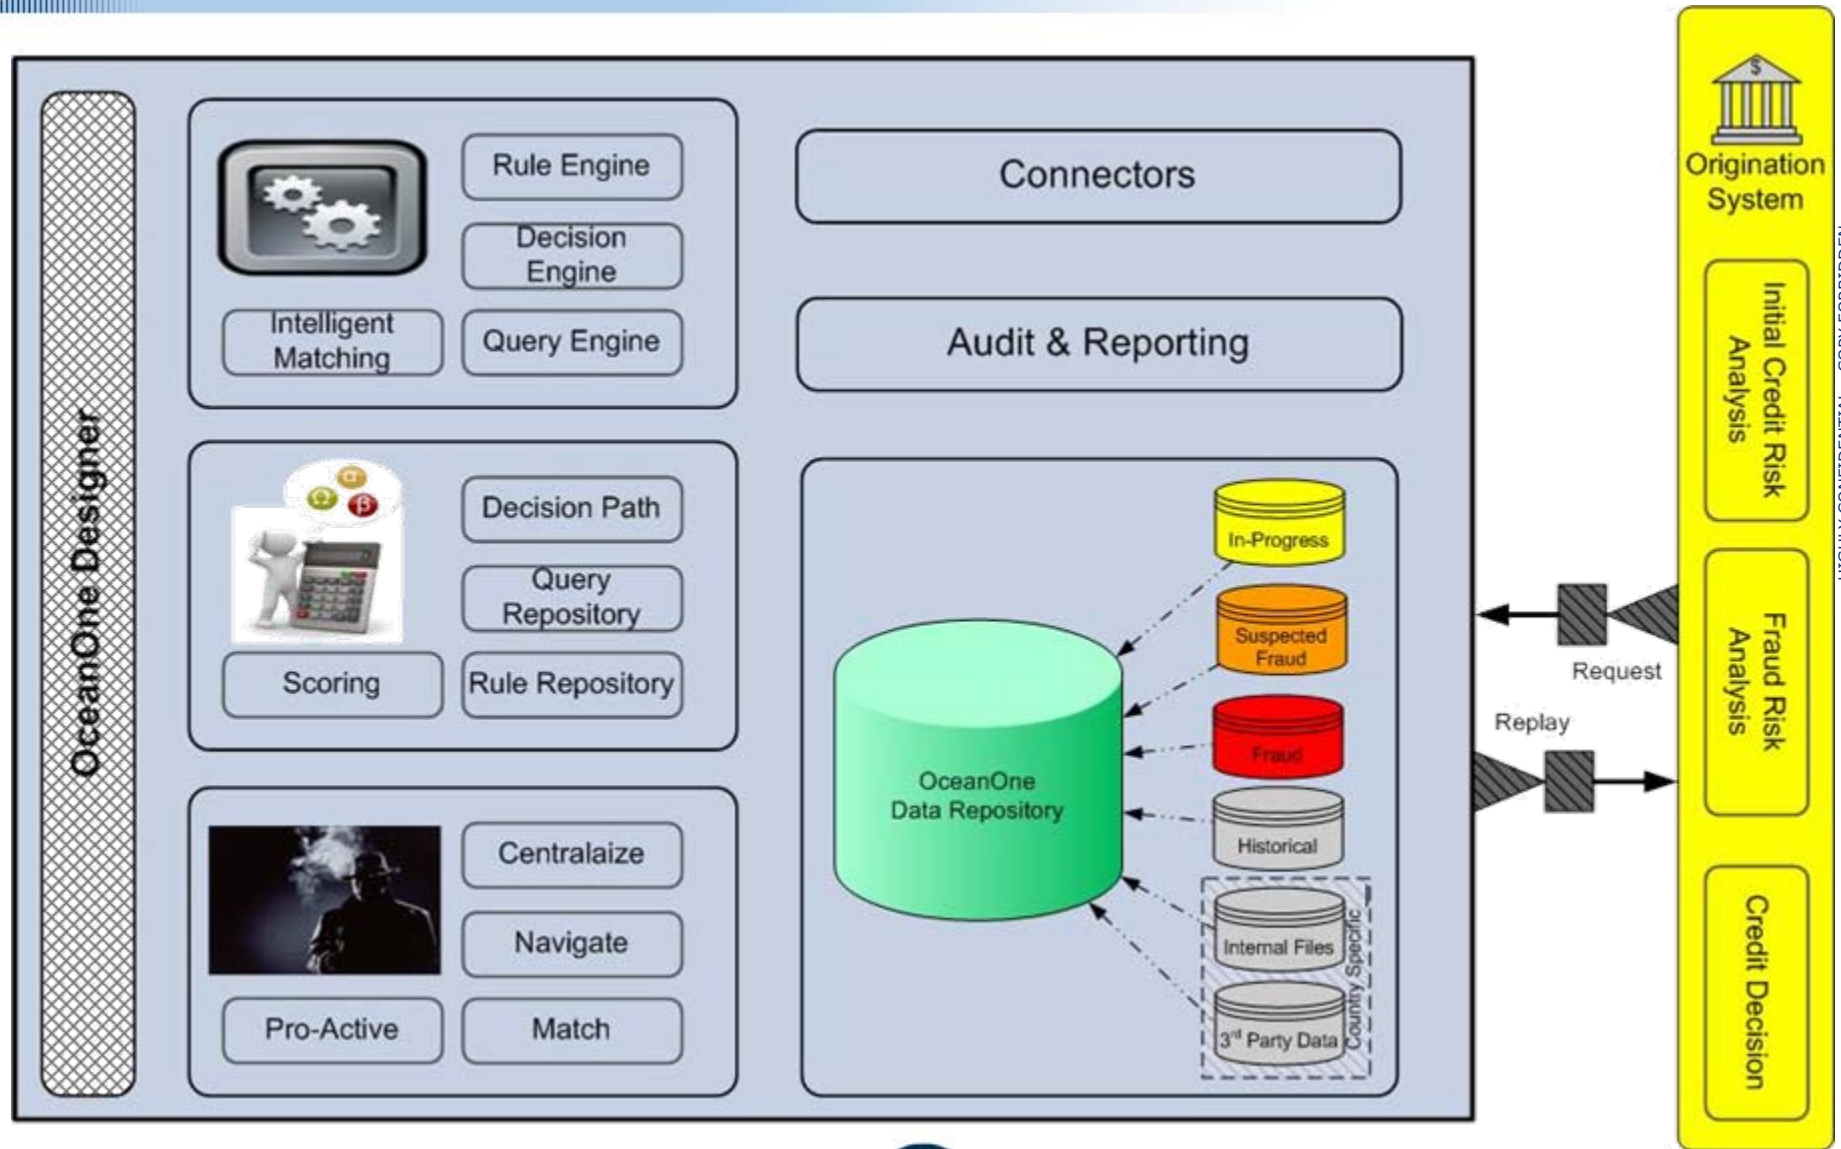 OceanOne Designer
Rule Engine
Decision
Engine
Intelligent
Matching
Query Engine
Decision Path
Query
Repository
Scoring
Rule Repository
Centralaize
Navigate
Pro-Active
Match
Connectors
Audit & Reporting
OceanOne
Data Repository
In-Progress
Suspected
Fraud
Fraud
Historical
Internal Files
3rd Party Data
Country Specific
Request
Replay
$
Origination
System
Initial Credit Risk
Analysis
Fraud Risk
Analysis
Credit Decision
α
Ω
β